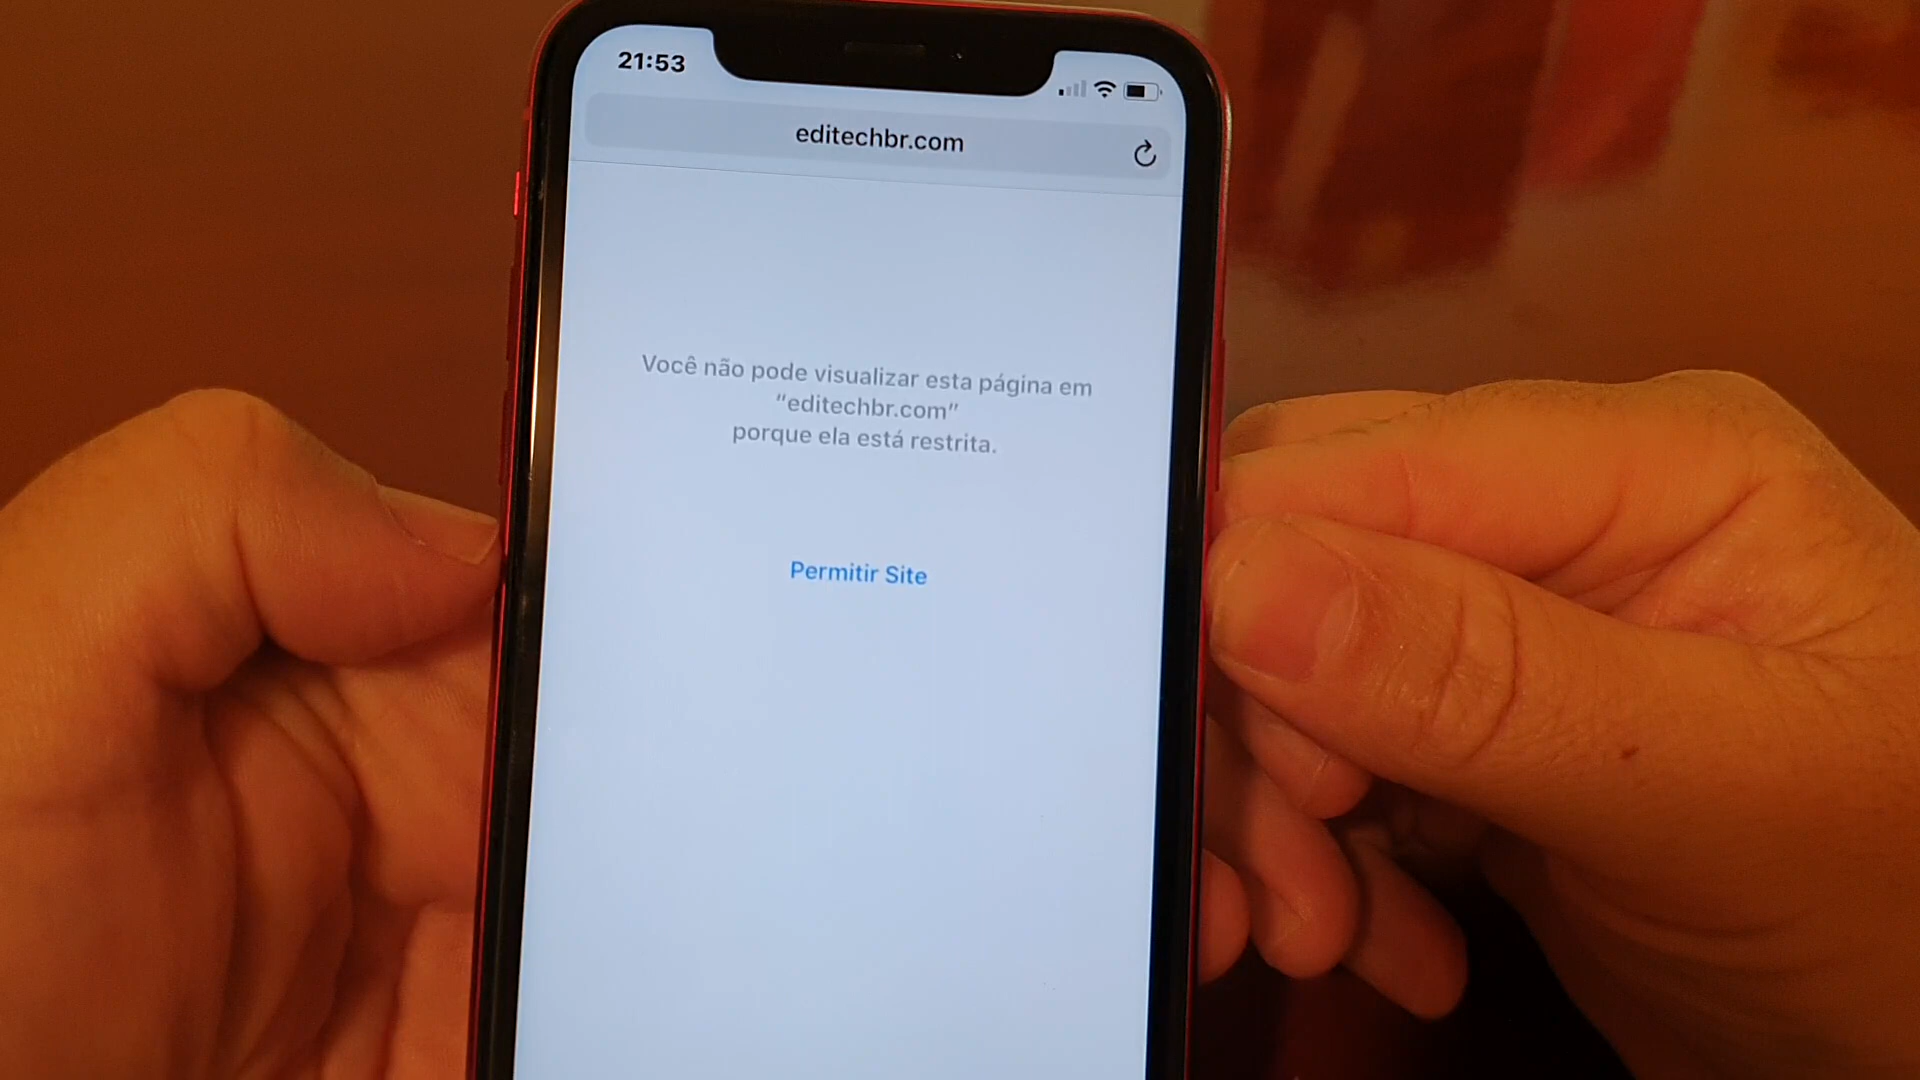 21:53
editechbr.com
Você não pode visualizar esta página em
"editechbr.com"
porque ela está restrita.
Permitir Site